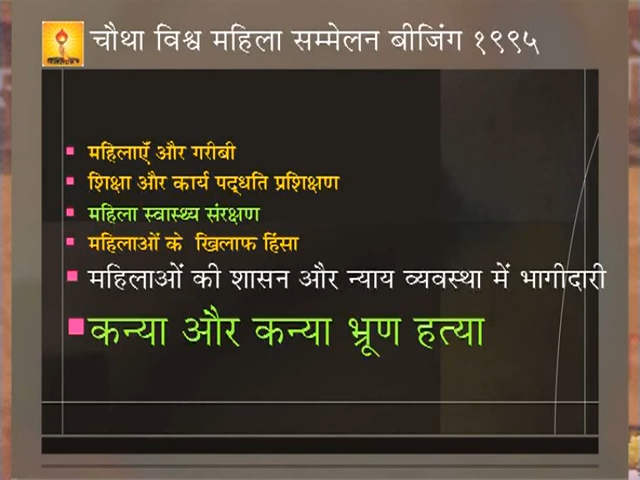 चौथा विश्व महिला सम्मेलन बीजिंग १९९५
महिलाएँ और गरीबी
शिक्षा और कार्य पद्धति प्रशिक्षण
महिला स्वास्थ्य संरक्षण
महिलाओं के खिलाफ हिंसा
महिलाओं की शासन और न्याय व्यवस्था में भागीदारी
कन्या और कन्या भ्रूण हत्या